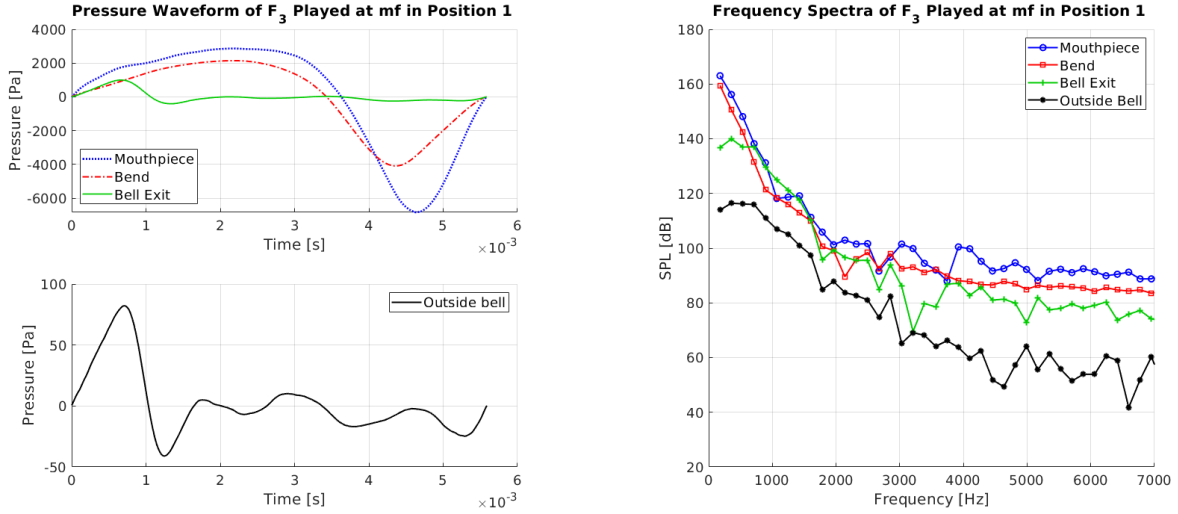 Pressure Waveform of F3 Played at mf in Position 1
Pressure [Pa]
4000
2000
0
-2000
-4000
-6000
Mouthpiece
Bend
Bell Exit
0 1 2 3 4 5 6
Time [s]
×10-3
Pressure [Pa]
100
50
0
-50
Outside bell
0 1 2 3 4 5 6
Time [s]
×10-3
Frequency Spectra of F3 Played at mf in Position 1
SPL [dB]
180
160
140
120
100
80
60
40
20
Mouthpiece
Bend
Bell Exit
Outside Bell
0 1000 2000 3000 4000 5000 6000 7000
Frequency [Hz]